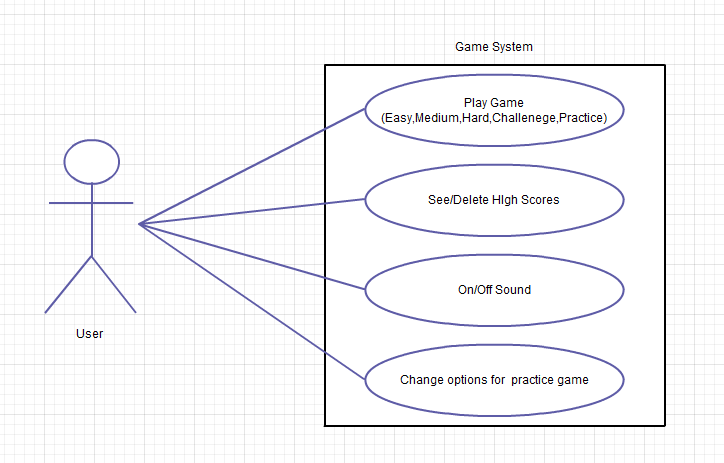 Game System
Play Game
(Easy,Medium,Hard,Challenege,Practice)
See/Delete HIgh Scores
On/Off Sound
User
Change options for  practice game